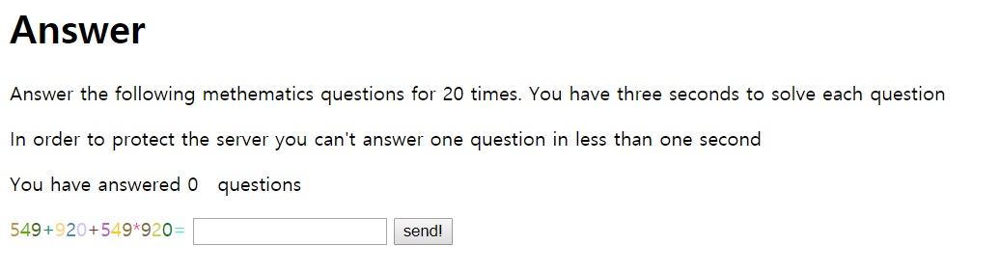 Answer
Answer the following methematics questions for 20 times. You have three seconds to solve each question
In order to protect the server you can't answer one question in less than one second
You have answered 0 questions
549+920+549*920= send!